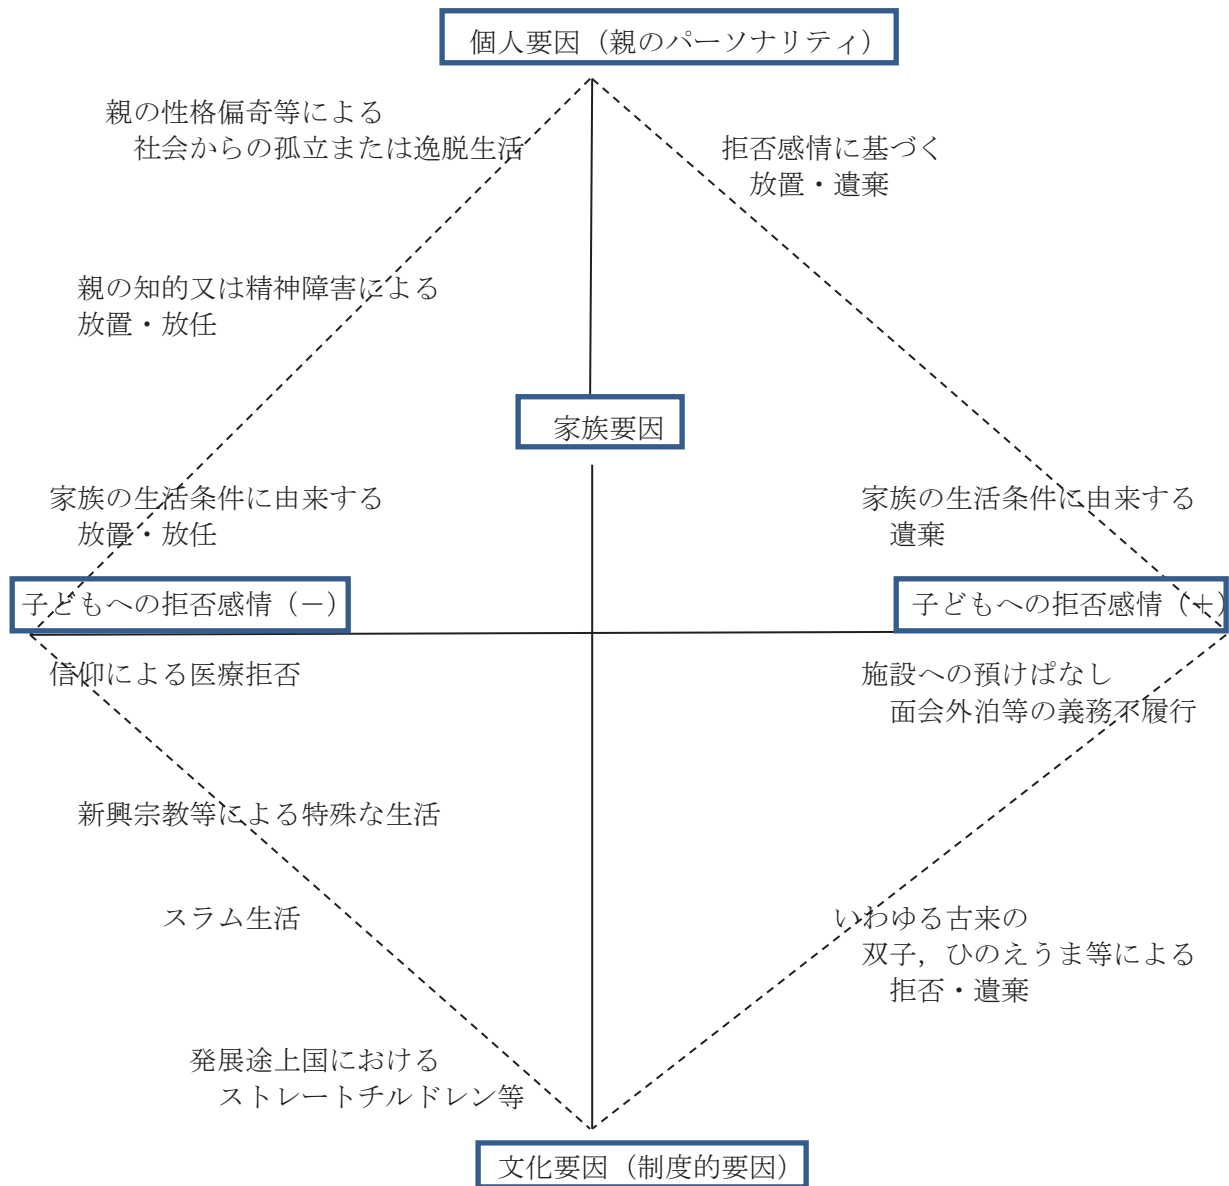 個人要因（親のパーソナリティ）
親の性格偏奇等による
社会からの孤立または逸脱生活
拒否感情に基づく
放置・遺棄
親の知的又は精神障害による
放置・放任
家族要因
家族の生活条件に由来する
放置・放任
家族の生活条件に由来する
遺棄
子どもへの拒否感情（－）
子どもへの拒否感情（＋）
信仰による医療拒否
施設への預けぱなし
面会外泊等の義務不履行
新興宗教等による特殊な生活
スラム生活
いわゆる古来の
双子，ひのえうま等による
拒否・遺棄
発展途上国における
ストレートチルドレン等
文化要因（制度的要因）